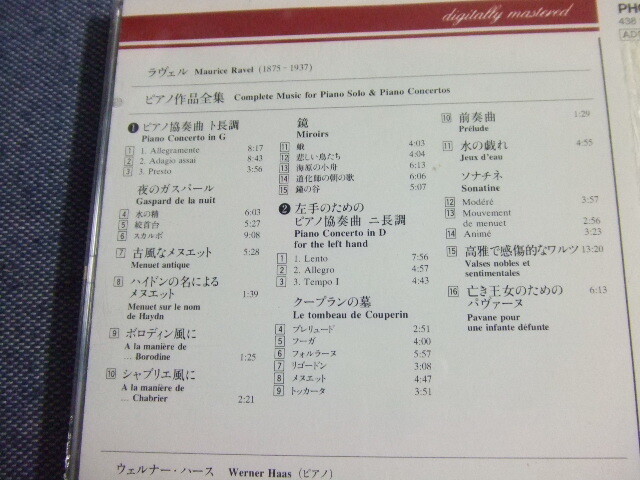 digitally mastered
PHO
438
ADD
ラヴェル Maurice Ravel (1875-1937)
ピアノ作品全集 Complete Music for Piano Solo & Piano Concertos
❶ ピアノ協奏曲 ト長調
Piano Concerto in G
1 1. Allegramente 8:17
2 2. Adagio assai 8:43
3 3. Presto 3:56
夜のガスパール
Gaspard de la nuit
4 水の精 6:03
5 絞首台 5:27
6 スカルボ 9:08
7 古風なメヌエット 5:28
Menuet antique
8 ハイドンの名による
メヌエット 1:39
Menuet sur le nom
de Haydn
9 ボロディン風に
A la manière de
... Borodine 1:25
10 シャブリエ風に
A la manière de
... Chabrier 2:21
鏡
Miroirs
11 蛾 4:03
12 悲しい鳥たち 4:04
13 海原の小舟 6:13
14 道化師の朝の歌 6:06
15 鐘の谷 5:07
❷ 左手のための
ピアノ協奏曲 ニ長調
Piano Concerto in D
for the left hand
1 1. Lento 7:56
2 2. Allegro 4:57
3 3. Tempo I 4:43
クープランの墓
Le tombeau de Couperin
4 プレリュード 2:51
5 フーガ 4:00
6 フォルラーヌ 5:57
7 リゴードン 3:08
8 メヌエット 4:47
9 トッカータ 3:51
10 前奏曲 1:29
Prélude
11 水の戯れ 4:55
Jeux d'eau
ソナチネ
Sonatine
12 Modéré 3:57
13 Mouvement
de menuet 2:56
14 Animé 3:23
15 高雅で感傷的なワルツ 13:20
Valses nobles et
sentimentales
16 亡き王女のための 6:13
パヴァーヌ
Pavane pour
une infante défunte
ウェルナー・ハース Werner Haas (ピアノ)